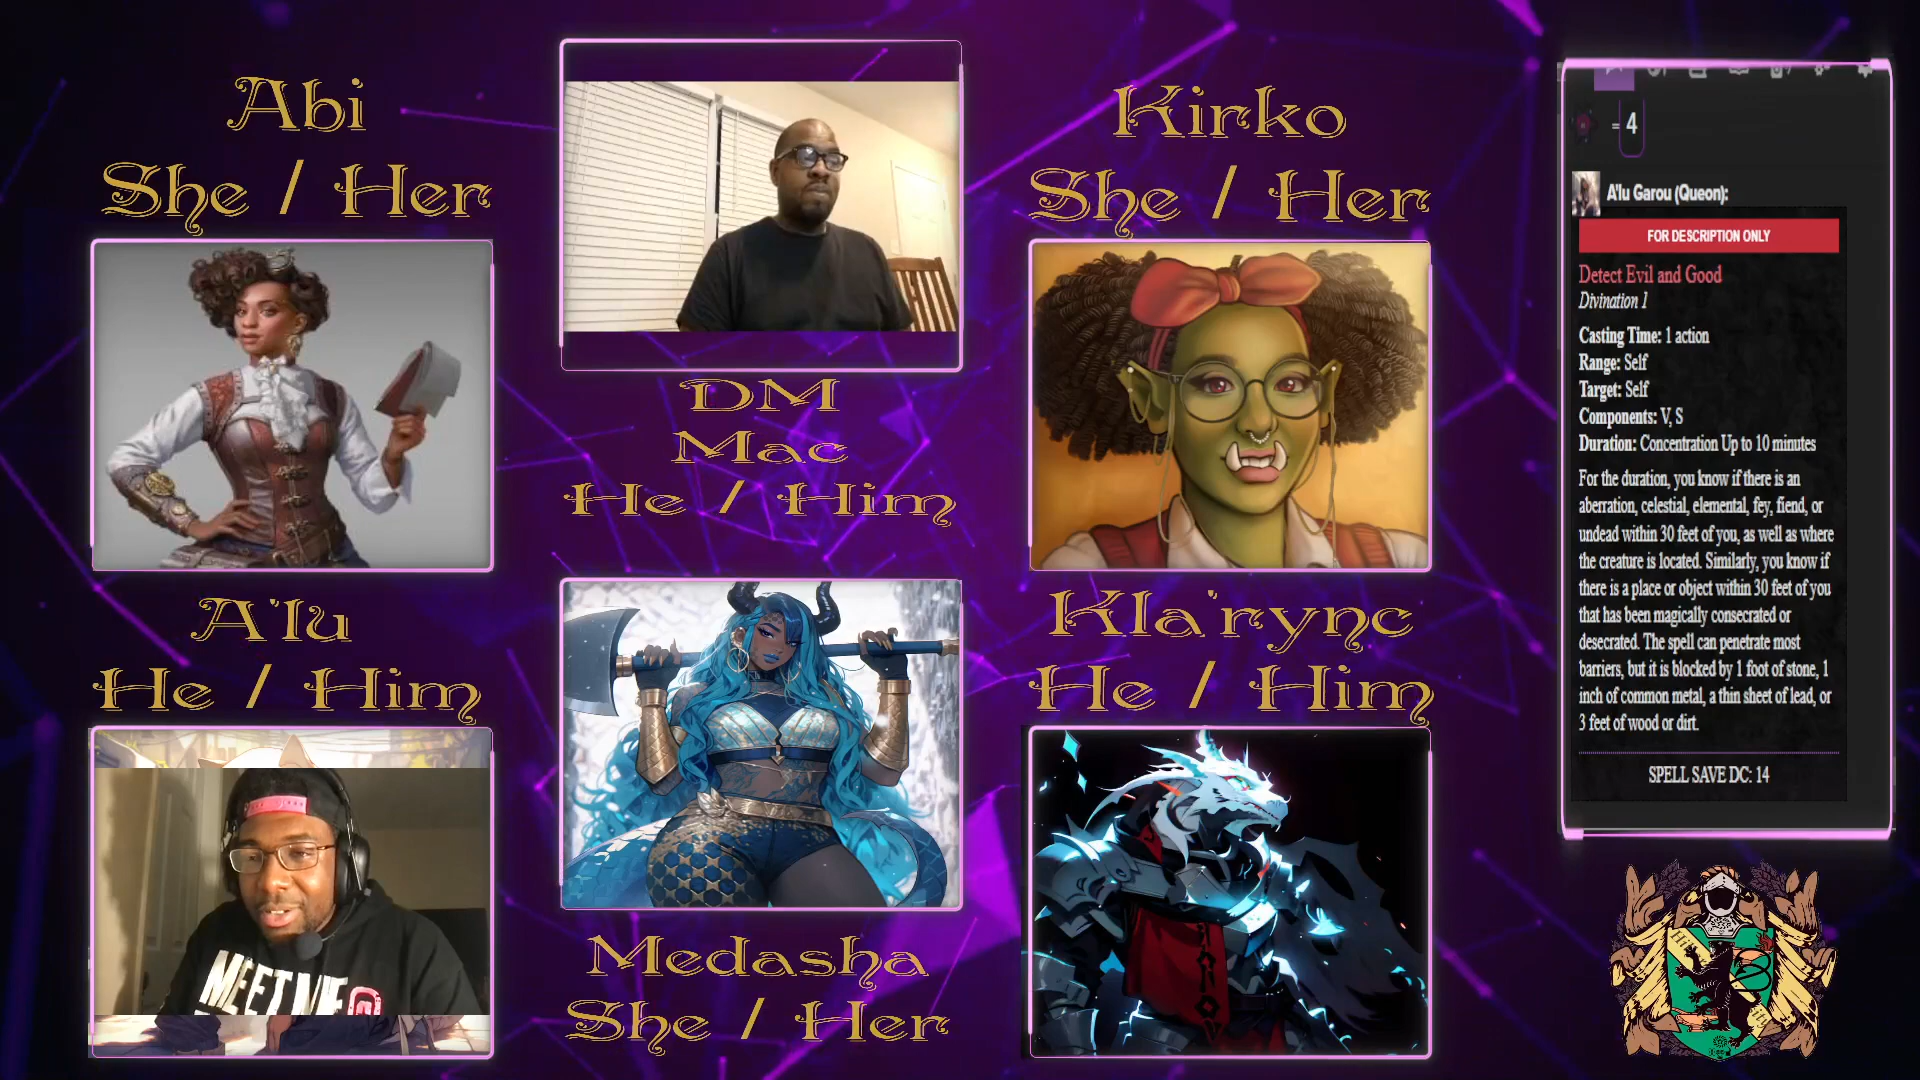 Abi
She / Her
DM
Mac
He / Him
Kirko
She / Her
A'lu
He / Him
MEET ME
Medasha
She / Her
Kla'rync
He / Him
= 4
A'lu Garou (Queon):
FOR DESCRIPTION ONLY
Detect Evil and Good
Divination 1
Casting Time: 1 action
Range: Self
Target: Self
Components: V, S
Duration: Concentration Up to 10 minutes
For the duration, you know if there is an
aberration, celestial, elemental, fey, fiend, or
undead within 30 feet of you, as well as where
the creature is located. Similarly, you know if
there is a place or object within 30 feet of you
that has been magically consecrated or
desecrated. The spell can penetrate most
barriers, but it is blocked by 1 foot of stone, 1
inch of common metal, a thin sheet of lead, or
3 feet of wood or dirt.
SPELL SAVE DC: 14